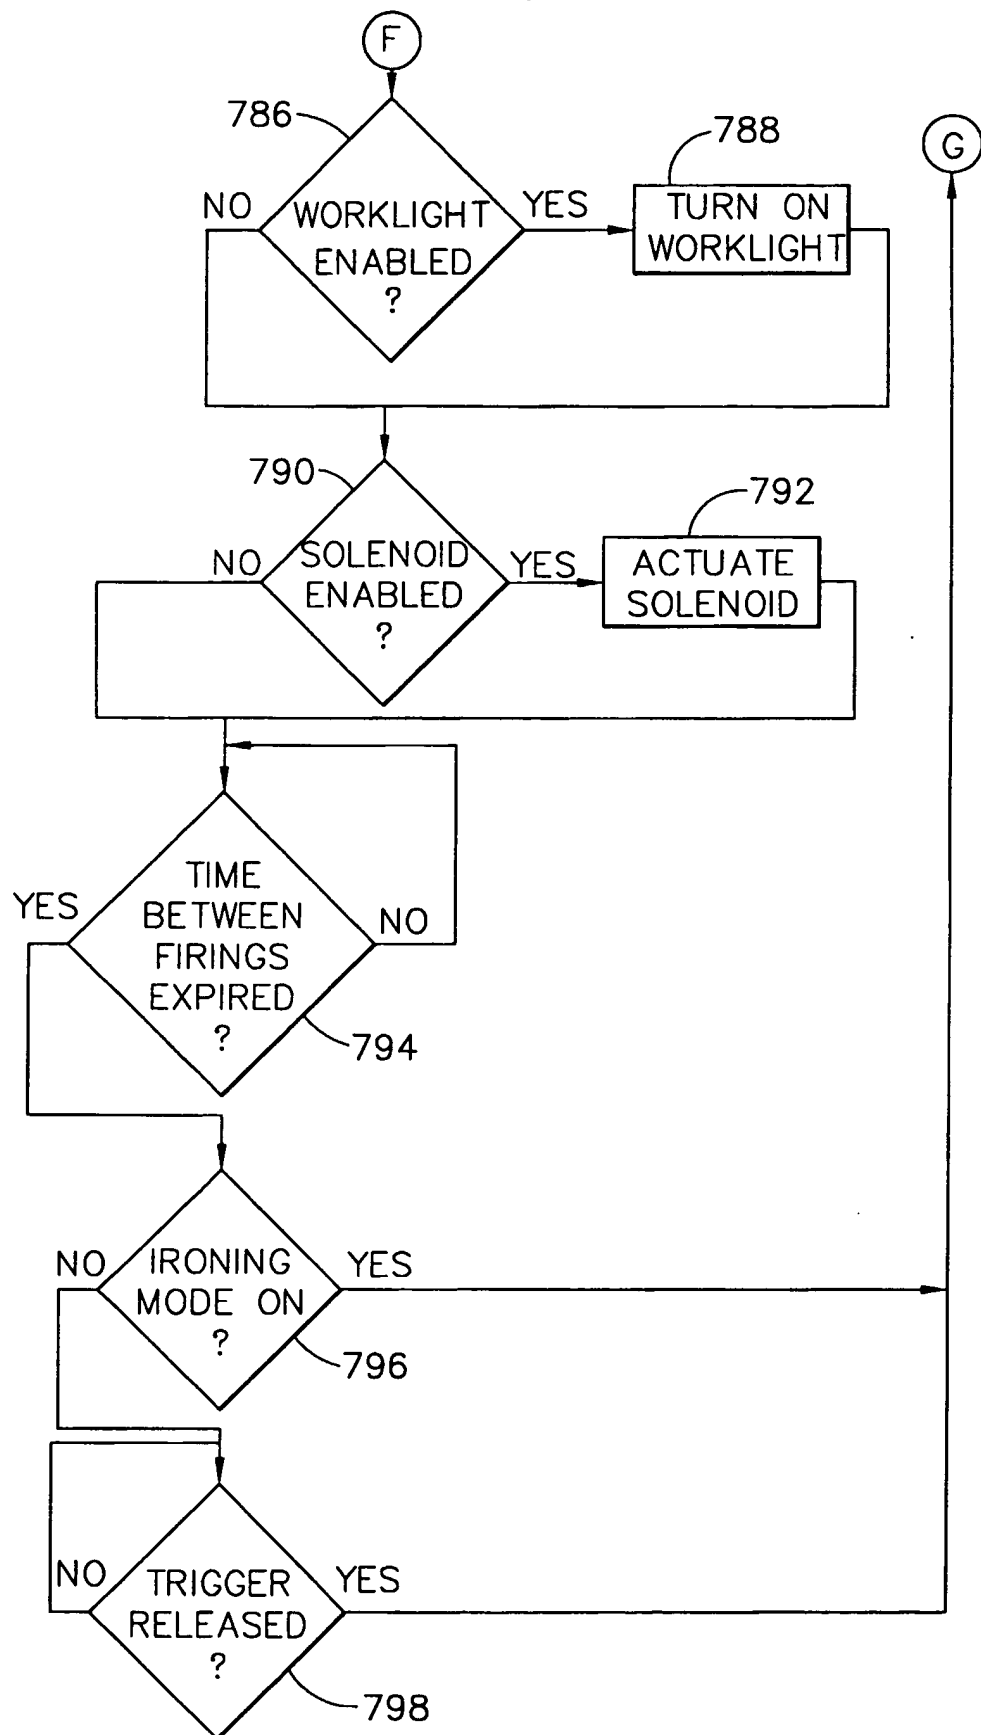 F
786
788
G
NO
WORKLIGHT
ENABLED
?
YES
TURN ON
WORKLIGHT
790
792
NO
SOLENOID
ENABLED
?
YES
ACTUATE
SOLENOID
YES
TIME
BETWEEN
FIRINGS
EXPIRED
?
NO
794
NO
IRONING
MODE ON
?
YES
796
NO
TRIGGER
RELEASED
?
YES
798